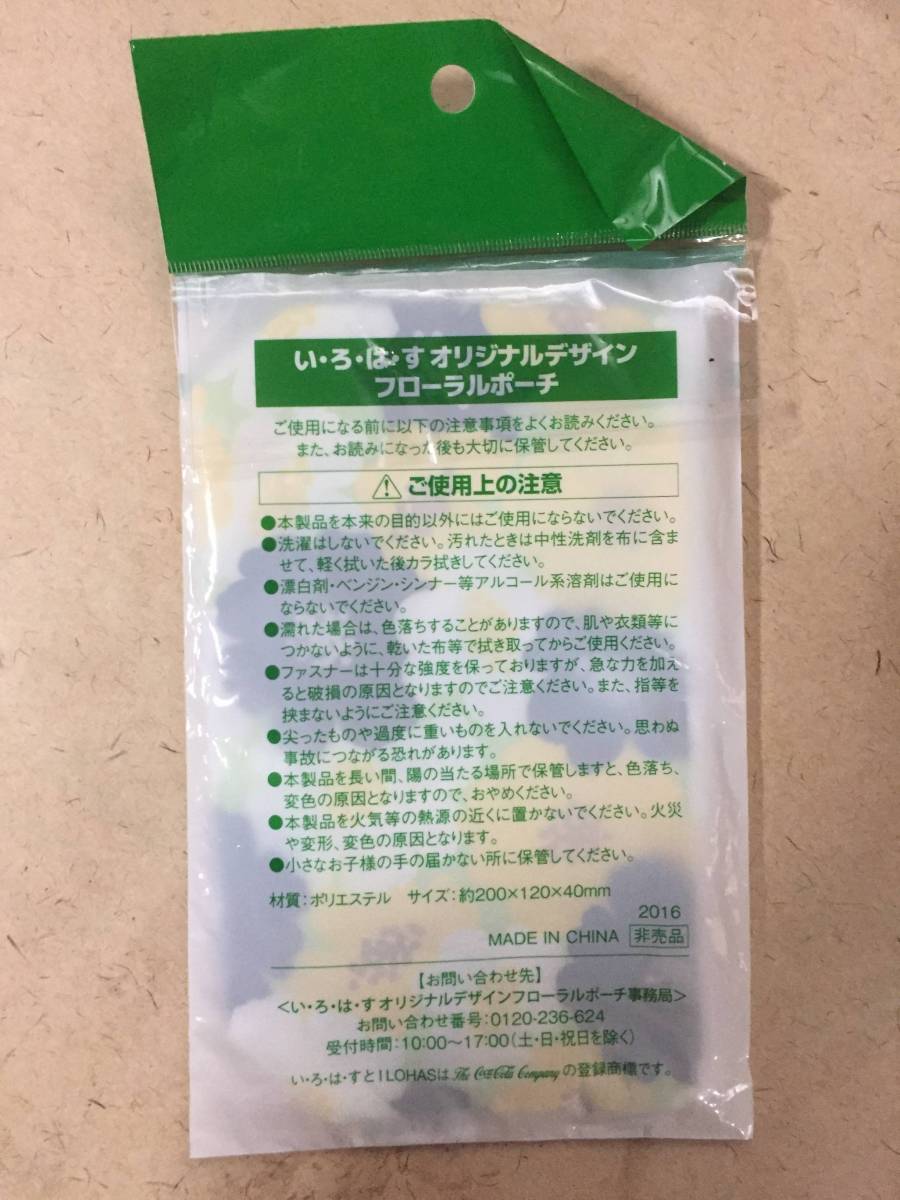 い・ろ・は・す オリジナルデザイン
フローラルポーチ
ご使用になる前に以下の注意事項をよくお読みください。
また、お読みになった後も大切に保管してください。
ご使用上の注意
●本製品を本来の目的以外にはご使用にならないでください。
●洗濯はしないでください。汚れたときは中性洗剤を布に含ま
せて、軽く拭いた後カラ拭きしてください。
●漂白剤・ベンジン・シンナー等アルコール系溶剤はご使用に
ならないでください。
●濡れた場合は、色落ちすることがありますので、肌や衣類等に
つかないように、乾いた布等で拭き取ってからご使用ください。
●ファスナーは十分な強度を保っておりますが、急な力を加え
ると破損の原因となりますのでご注意ください。また、指等を
挟まないようにご注意ください。
●尖ったものや過度に重いものを入れないでください。思わぬ
事故につながる恐れがあります。
●本製品を長い間、陽の当たる場所で保管しますと、色落ち、
変色の原因となりますので、おやめください。
●本製品を火気等の熱源の近くに置かないでください。火災
や変形、変色の原因となります。
●小さなお子様の手の届かない所に保管してください。
材質:ポリエステル サイズ:約200×120×40mm
2016
MADE IN CHINA 非売品
【お問い合わせ先】
<い・ろ・は・す オリジナルデザインフローラルポーチ事務局>
お問い合わせ番号:0120-236-624
受付時間:10:00〜17:00(土・日・祝日を除く)
い・ろ・は・すとI LOHASは The Coca-Cola Company の登録商標です。